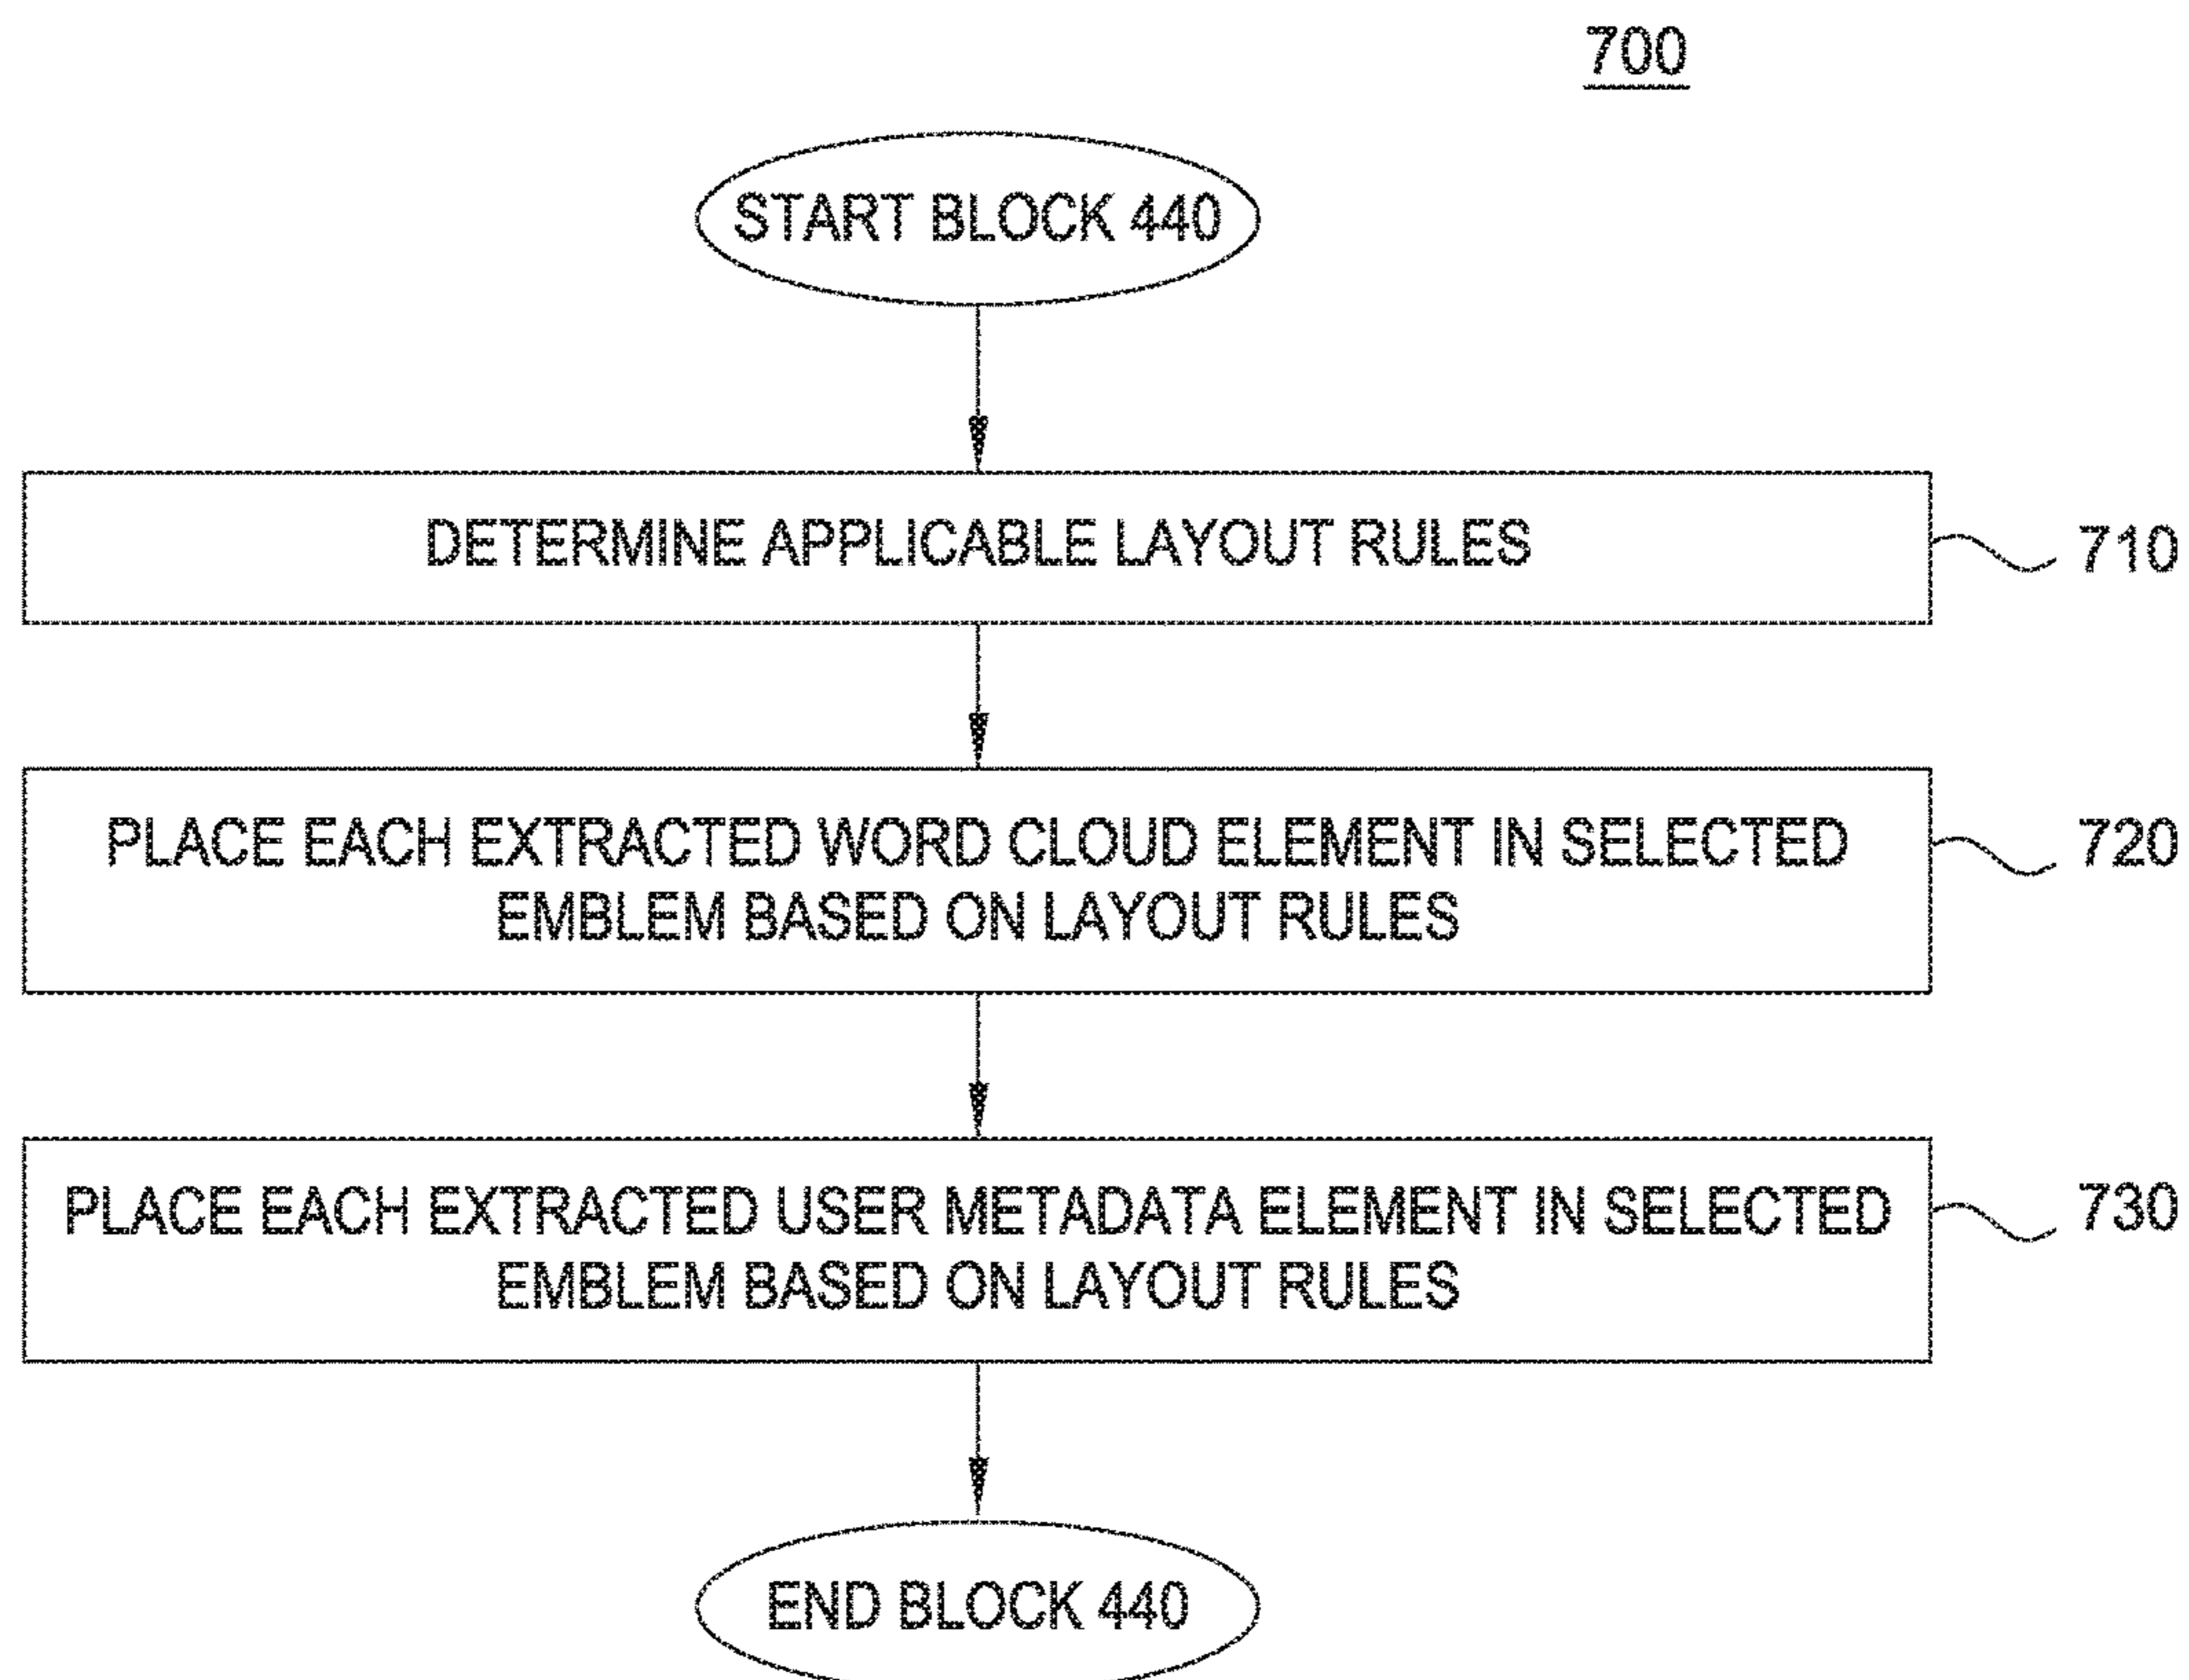 700
START BLOCK 440
DETERMINE APPLICABLE LAYOUT RULES
710
PLACE EACH EXTRACTED WORD CLOUD ELEMENT IN SELECTED
EMBLEM BASED ON LAYOUT RULES
720
PLACE EACH EXTRACTED USER METADATA ELEMENT IN SELECTED
EMBLEM BASED ON LAYOUT RULES
730
END BLOCK 440